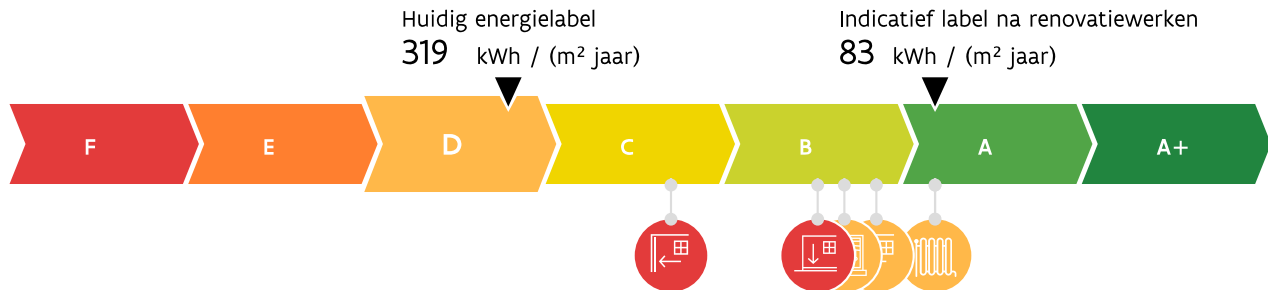 Huidig energielabel
319 kWh / (m² jaar)
Indicatief label na renovatiewerken
83 kWh / (m² jaar)
F E D C B A A+